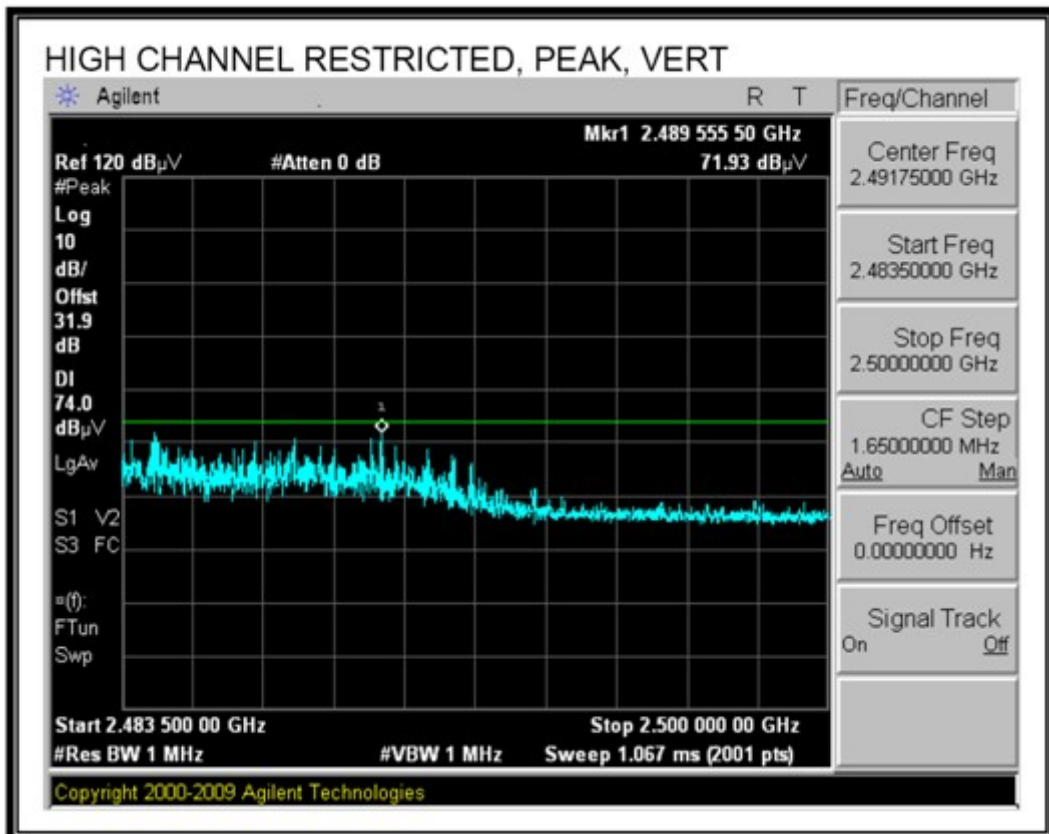 HIGH CHANNEL RESTRICTED, PEAK, VERT
Agilent R T Freq/Channel
Mkr1 2.489 555 50 GHz
Ref 120 dBµV #Atten 0 dB 71.93 dBµV
#Peak
Log
10
dB/
Offst
31.9
dB
DI
74.0
dBµV
LgAv
S1 V2
S3 FC
¤(f):
FTun
Swp
1
Start 2.483 500 00 GHz Stop 2.500 000 00 GHz
#Res BW 1 MHz #VBW 1 MHz Sweep 1.067 ms (2001 pts)
Copyright 2000-2009 Agilent Technologies
Center Freq
2.49175000 GHz
Start Freq
2.48350000 GHz
Stop Freq
2.50000000 GHz
CF Step
1.65000000 MHz
Auto Man
Freq Offset
0.00000000 Hz
Signal Track
On Off